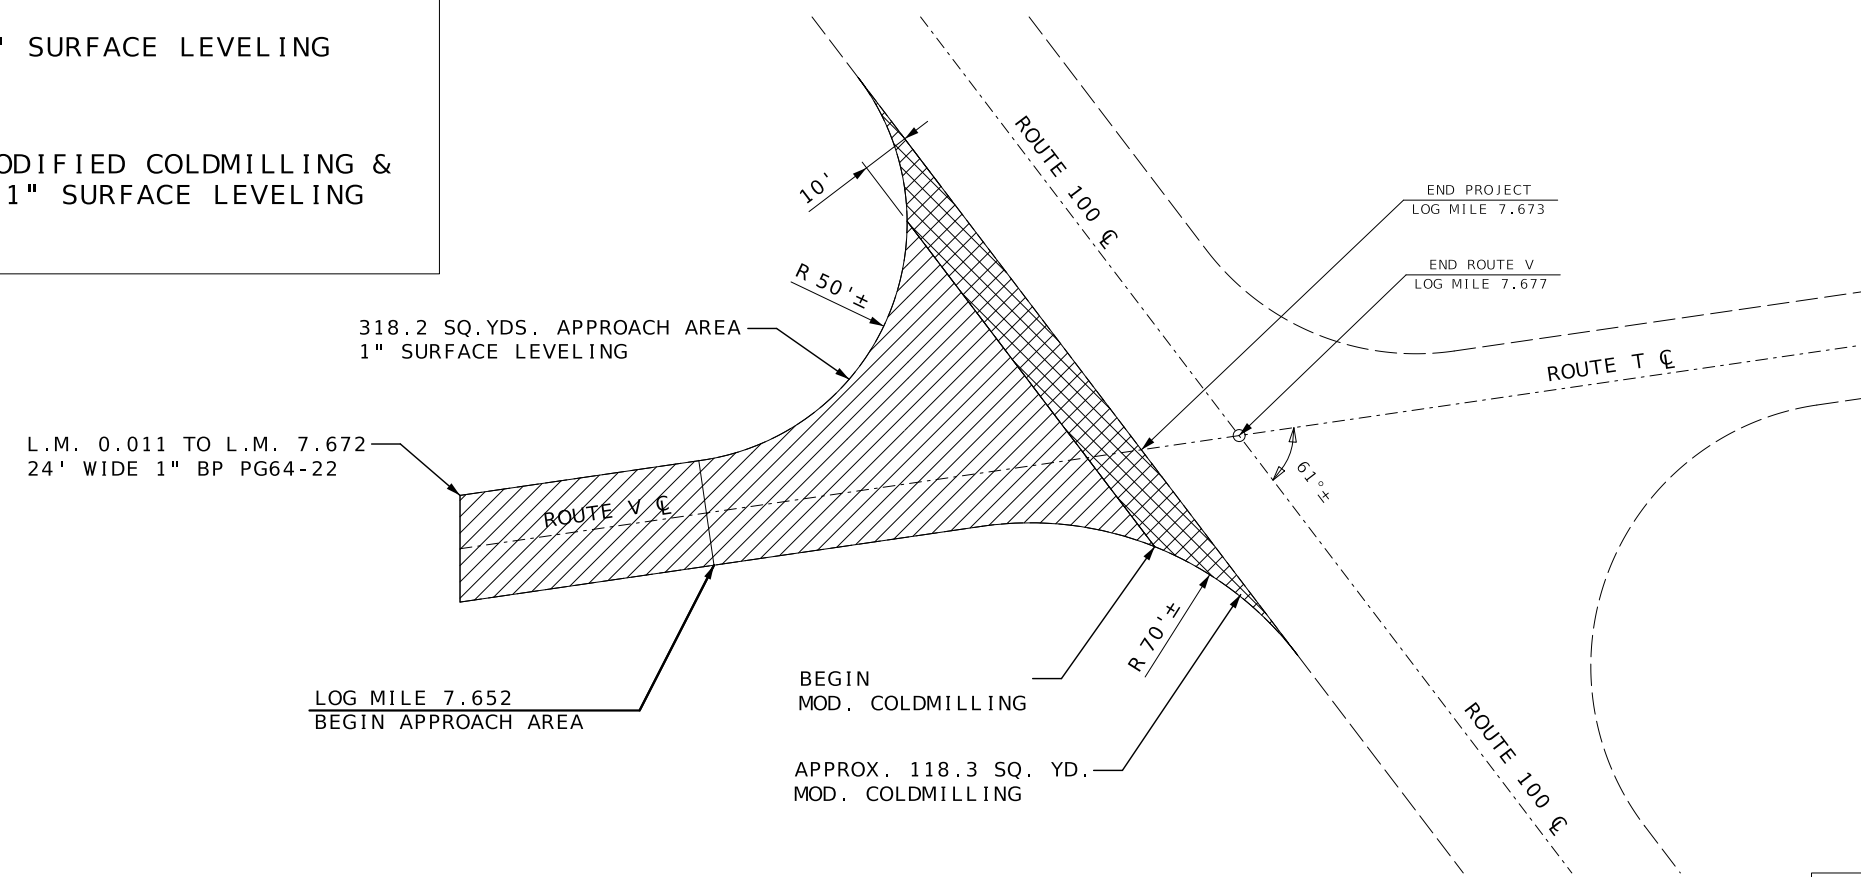 " SURFACE LEVELING
ODIFIED COLDMILLING &
1" SURFACE LEVELING
ROUTE 100 ℄
10'
R 50'±
END PROJECT
LOG MILE 7.673
END ROUTE V
LOG MILE 7.677
318.2 SQ.YDS. APPROACH AREA
1" SURFACE LEVELING
ROUTE T ℄
L.M. 0.011 TO L.M. 7.672
24' WIDE 1" BP PG64-22
61°±
ROUTE V ℄
R 70'±
LOG MILE 7.652
BEGIN APPROACH AREA
BEGIN
MOD. COLDMILLING
APPROX. 118.3 SQ. YD.
MOD. COLDMILLING
ROUTE 100 ℄